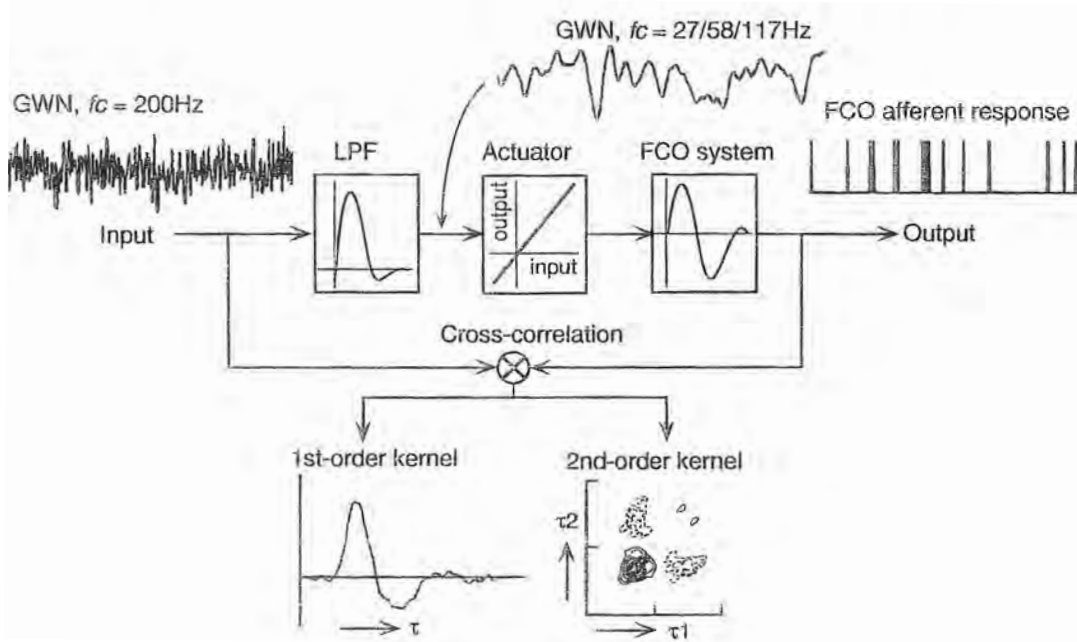 GWN, fc = 27/58/117Hz
GWN, fc = 200Hz
FCO afferent response
LPF
Actuator
FCO system
output
input
Input
Output
Cross-correlation
1st-order kernel
2nd-order kernel
τ2
τ
τ1